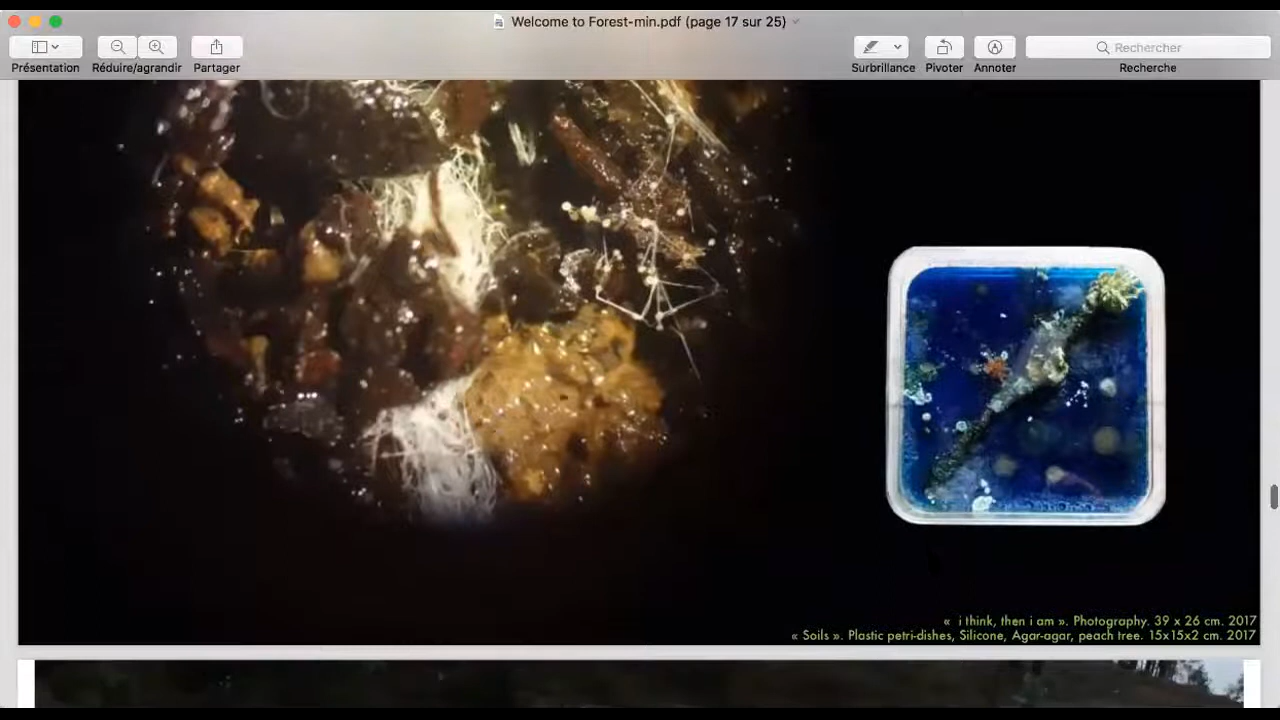 Welcome to Forest-min.pdf (page 17 sur 25)
Présentation
Réduire/agrandir
Partager
Surbrillance
Pivoter
Annoter
Rechercher
Recherche
« i think, then i am ». Photography. 39 x 26 cm. 2017
« Soils ». Plastic petri-dishes, Silicone, Agar-agar, peach tree. 15x15x2 cm. 2017